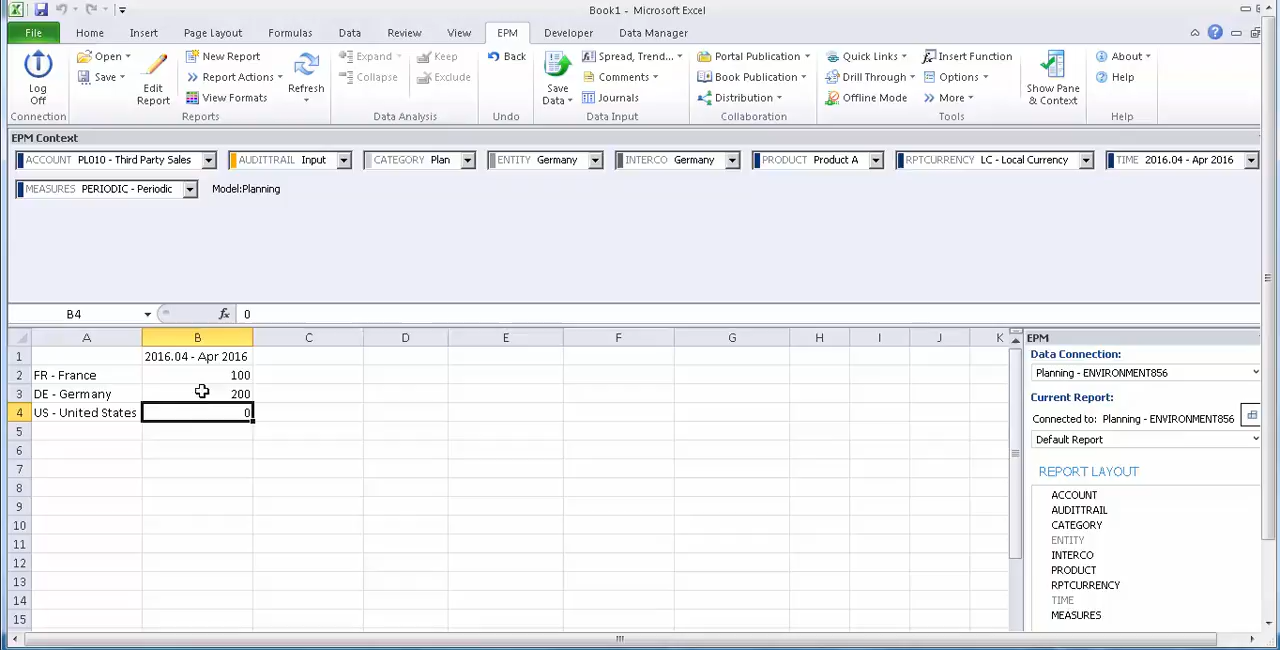 Book1 - Microsoft Excel
File Home Insert Page Layout Formulas Data Review View EPM Developer Data Manager
Open New Report Expand Keep Back Spread, Trend... Portal Publication Quick Links Insert Function About
Save Report Actions Collapse Exclude Comments Book Publication Drill Through Options Help
Log Off Edit Report View Formats Refresh Save Data Journals Distribution Offline Mode More Show Pane & Context
Connection Reports Data Analysis Undo Data Input Collaboration Tools Help
EPM Context
ACCOUNT PL010 - Third Party Sales AUDITTRAIL Input CATEGORY Plan ENTITY Germany INTERCO Germany PRODUCT Product A RPTCURRENCY LC - Local Currency TIME 2016.04 - Apr 2016
MEASURES PERIODIC - Periodic Model:Planning
B4 fx 0
A B C D E F G H I J K
1 2016.04 - Apr 2016
2 FR - France 100
3 DE - Germany 200
4 US - United States 0
5
6
7
8
9
10
11
12
13
14
15
EPM
Data Connection:
Planning - ENVIRONMENT856
Current Report:
Connected to: Planning - ENVIRONMENT856
Default Report
REPORT LAYOUT
ACCOUNT
AUDITTRAIL
CATEGORY
ENTITY
INTERCO
PRODUCT
RPTCURRENCY
TIME
MEASURES